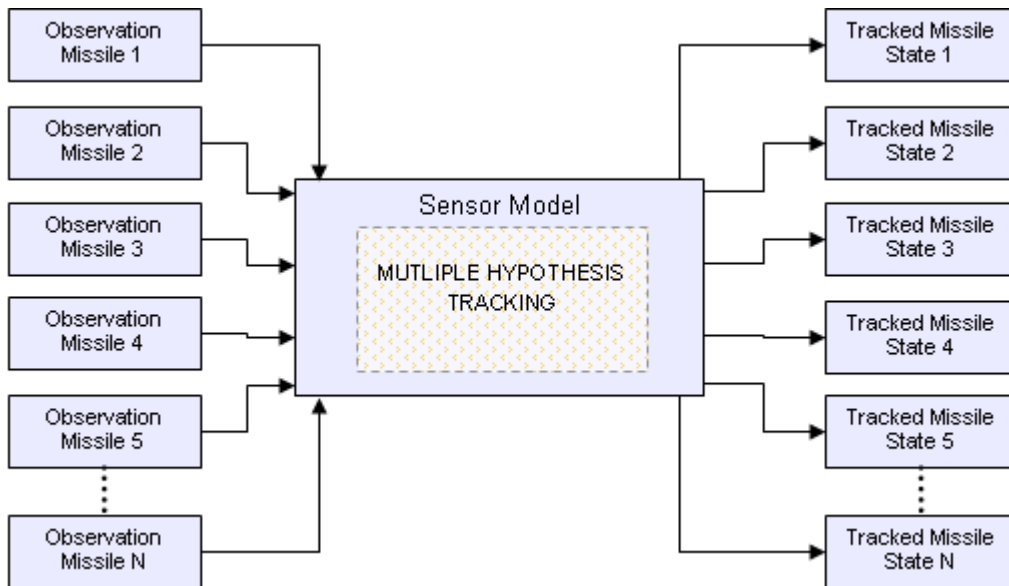 Observation
Missile 1
Observation
Missile 2
Observation
Missile 3
Observation
Missile 4
Observation
Missile 5
Observation
Missile N
Sensor Model
MUTLIPLE HYPOTHESIS
TRACKING
Tracked Missile
State 1
Tracked Missile
State 2
Tracked Missile
State 3
Tracked Missile
State 4
Tracked Missile
State 5
Tracked Missile
State N